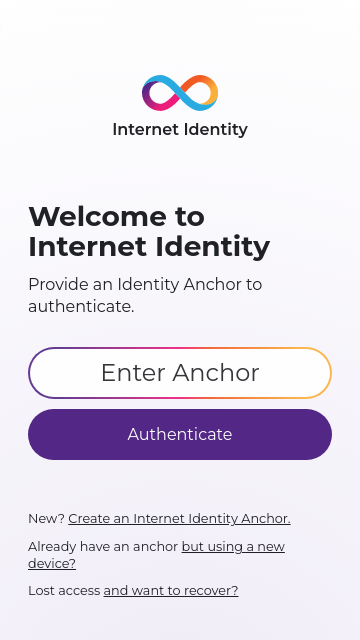 Internet Identity
Welcome to
Internet Identity
Provide an Identity Anchor to
authenticate.
Enter Anchor
Authenticate
New? Create an Internet Identity Anchor.
Already have an anchor but using a new
device?
Lost access and want to recover?